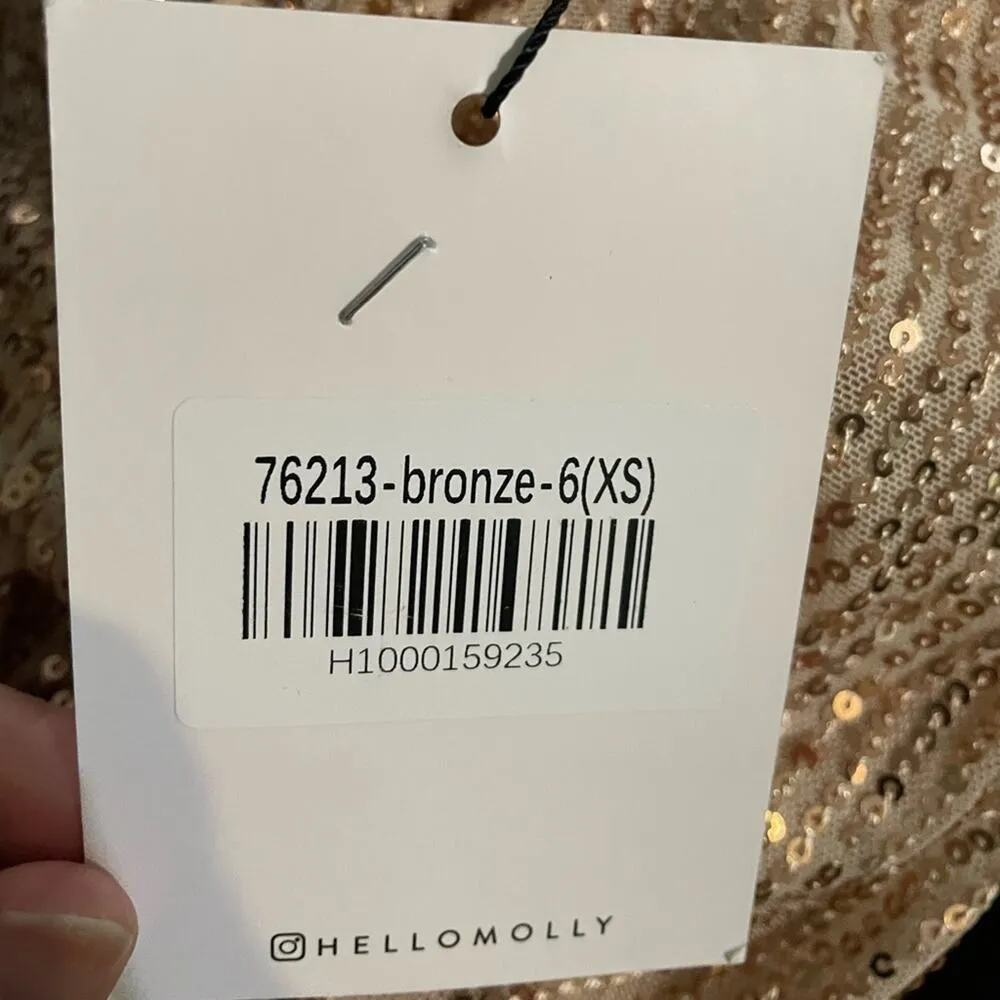 76213-bronze-6(XS)
H1000159235
HELLOMOLLY